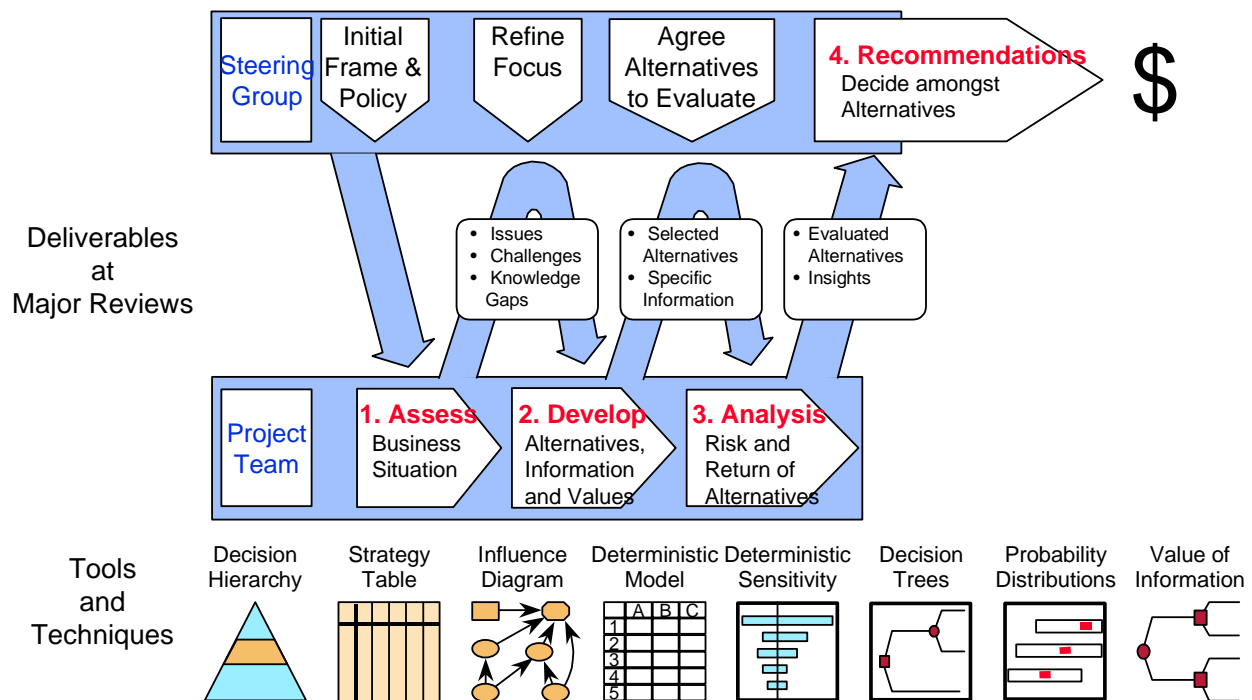 Steering
Group
Initial
Frame &
Policy
Refine
Focus
Agree
Alternatives
to Evaluate
4. Recommendations
Decide amongst
Alternatives
$
Deliverables
at
Major Reviews
• Issues
• Challenges
• Knowledge
Gaps
• Selected
Alternatives
• Specific
Information
• Evaluated
Alternatives
• Insights
Project
Team
1. Assess
Business
Situation
2. Develop
Alternatives,
Information
and Values
3. Analysis
Risk and
Return of
Alternatives
Tools
and
Techniques
Decision
Hierarchy
Strategy
Table
Influence
Diagram
Deterministic
Model
A B C
1
2
3
4
5
Deterministic
Sensitivity
Decision
Trees
Probability
Distributions
Value of
Information